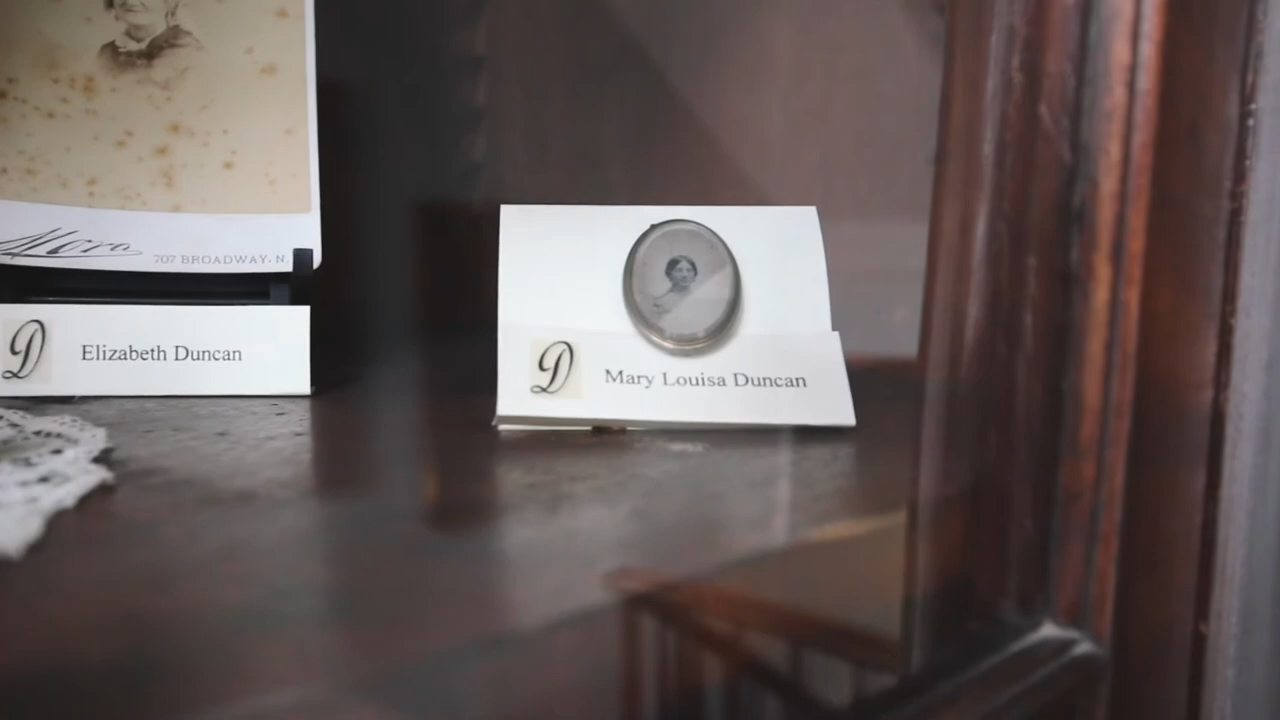 Mora
707 BROADWAY, N.
D
Elizabeth Duncan
D
Mary Louisa Duncan